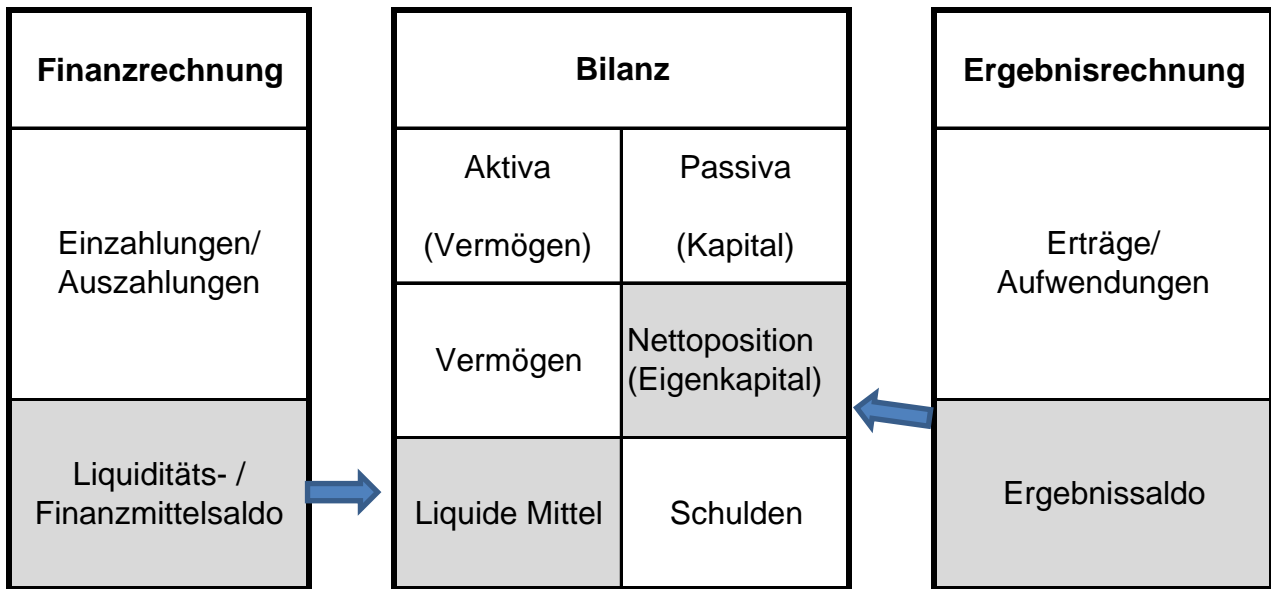 Finanzrechnung
Einzahlungen/
Auszahlungen
Liquiditäts- /
Finanzmittelsaldo
Bilanz
Aktiva
(Vermögen)
Passiva
(Kapital)
Vermögen
Nettoposition
(Eigenkapital)
Liquide Mittel
Schulden
Ergebnisrechnung
Erträge/
Aufwendungen
Ergebnissaldo